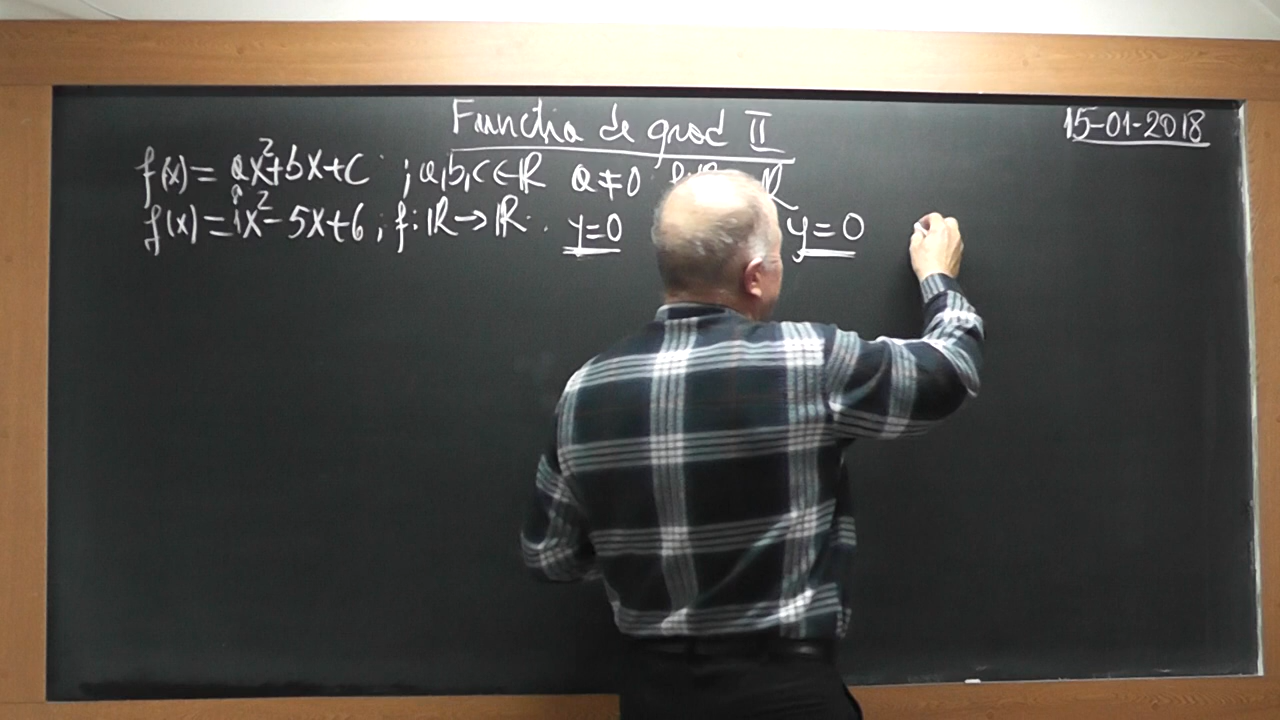 Functia de grad II
15-01-2018
f(x)= ax²+bx+c ; a,b,c∈ℝ a≠0 ℝ
f(x)=1x²-5x+6; f:ℝ→ℝ. y=0 y=0